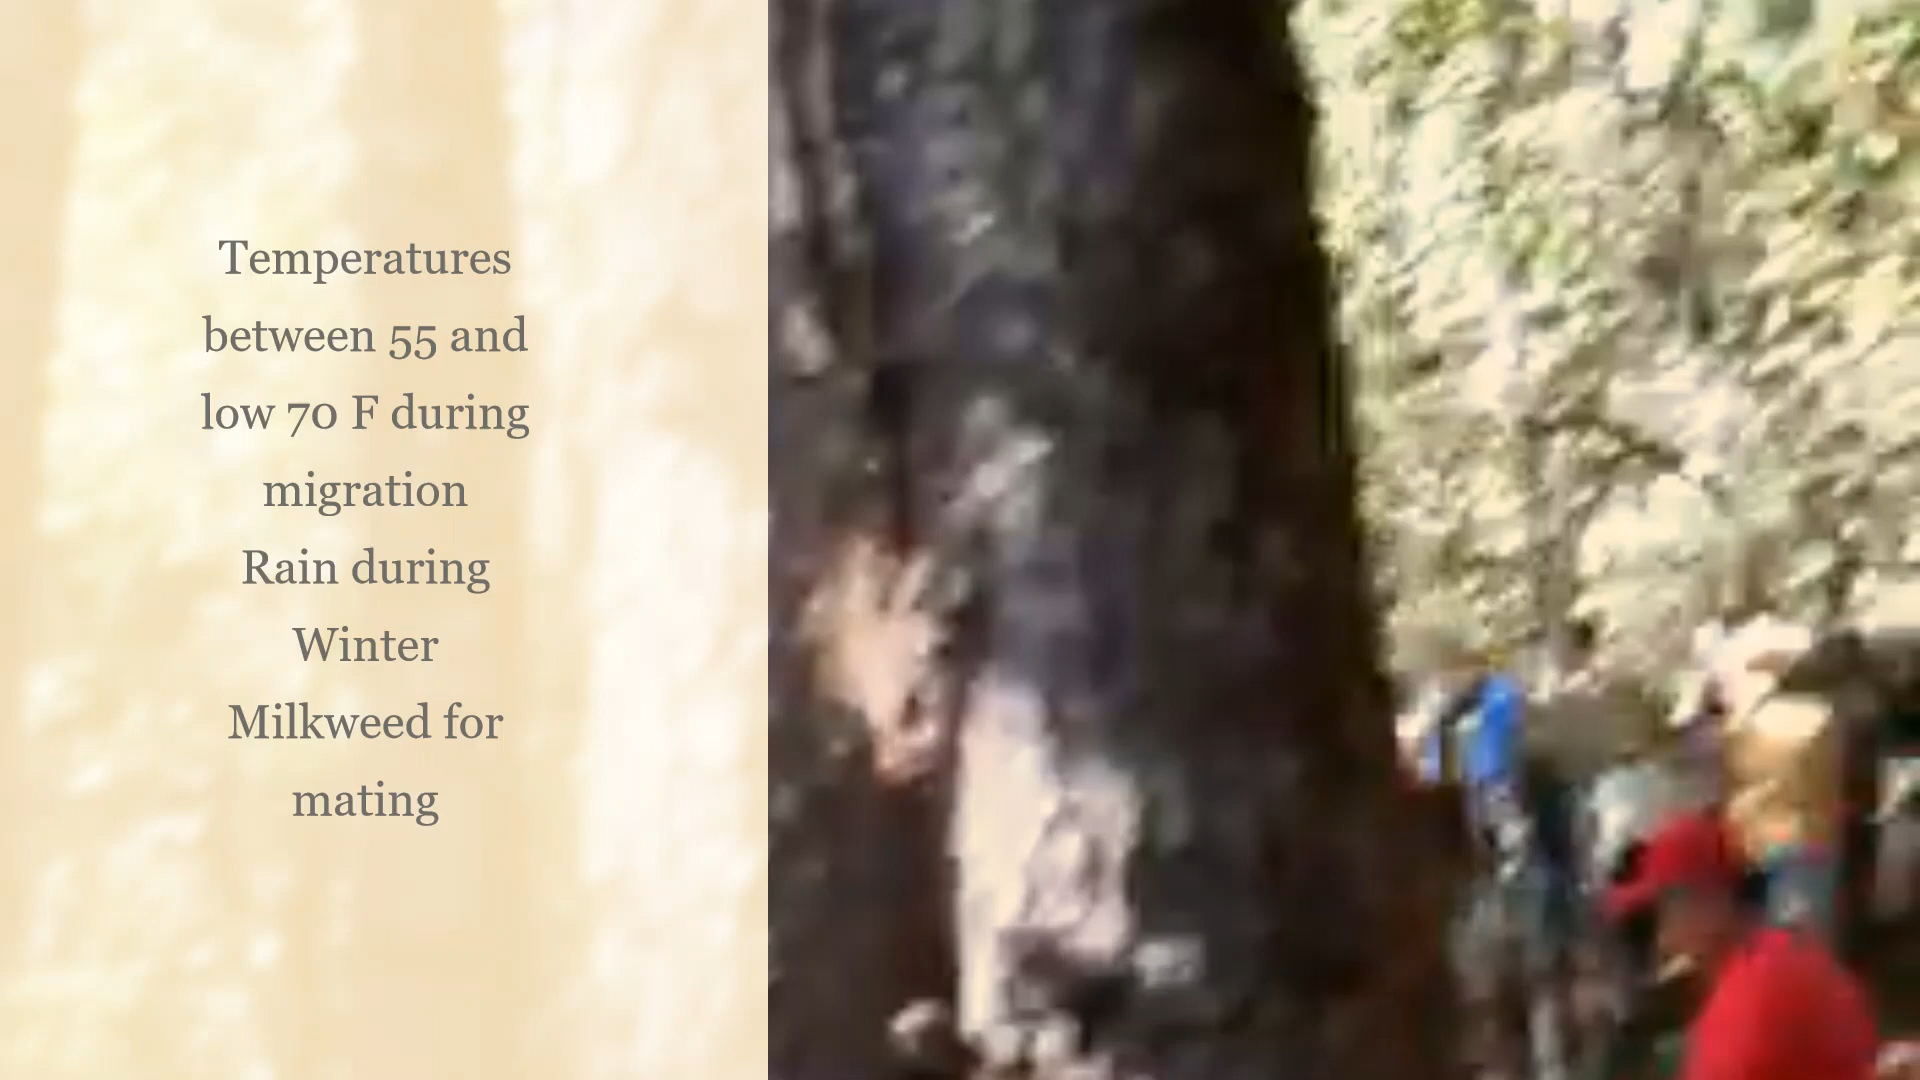 Temperatures
between 55 and
low 70 F during
migration
Rain during
Winter
Milkweed for
mating